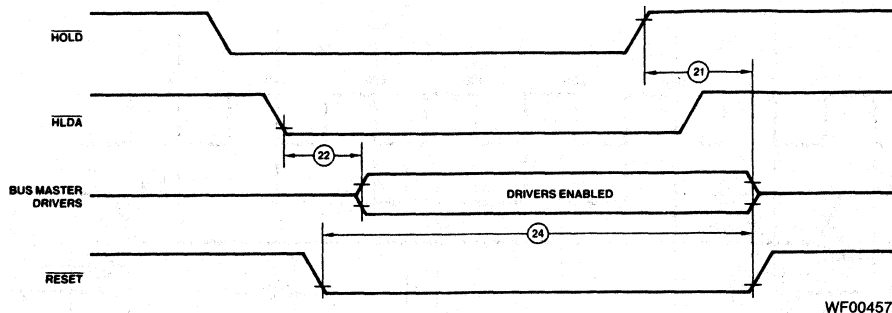 HOLD
21
HLDA
22
BUS MASTER
DRIVERS
DRIVERS ENABLED
24
RESET
WF00457